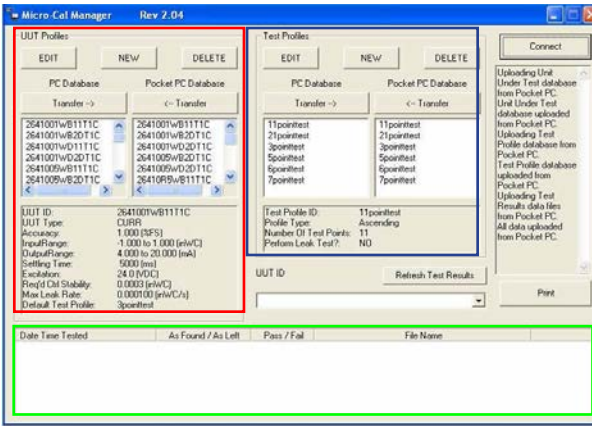 Micro-Cal Manager Rev 2.04
UUT Profiles
EDIT NEW DELETE
PC Database Pocket PC Database
Transfer -> <- Transfer
2641001WB11T1C
2641001WB2DT1C
2641001WD11T1C
2641001WD2DT1C
2641005WB11T1C
2641005WB2DT1C
2641001WB11T1C
2641001WB2DT1C
2641001WD11T1C
2641005WB2DT1C
2641005WD11T1C
26410R5WB11T1C
UUT ID: 2641001WB11T1C
UUT Type: CURR
Accuracy: 1.000 [%FS]
InputRange: -1.000 to 1.000 [inWC]
OutputRange: 4.000 to 20.000 [mA]
Settling Time: 5000 [ms]
Excitation: 24.0 [VDC]
Req'd Ctrl Stability: 0.0003 [inWC]
Max Leak Rate: 0.000100 [inWC/s]
Default Test Profile: 3pointtest
Test Profiles
EDIT NEW DELETE
PC Database Pocket PC Database
Transfer -> <- Transfer
11pointtest
21pointtest
3pointtest
5pointtest
6pointtest
7pointtest
11pointtest
21pointtest
3pointtest
5pointtest
6pointtest
7pointtest
Test Profile ID: 11pointtest
Profile Type: Ascending
Number Of Test Points: 11
Perform Leak Test?: NO
UUT ID Refresh Test Results
Connect
Uploading Unit
Under Test database
from Pocket PC.
Unit Under Test
database uploaded
from Pocket PC.
Uploading Test
Profile database from
Pocket PC.
Test Profile database
uploaded from
Pocket PC.
Uploading Test
Results data files
from Pocket PC.
All data uploaded
from Pocket PC.
Print
Date Time Tested As Found / As Left Pass / Fail File Name